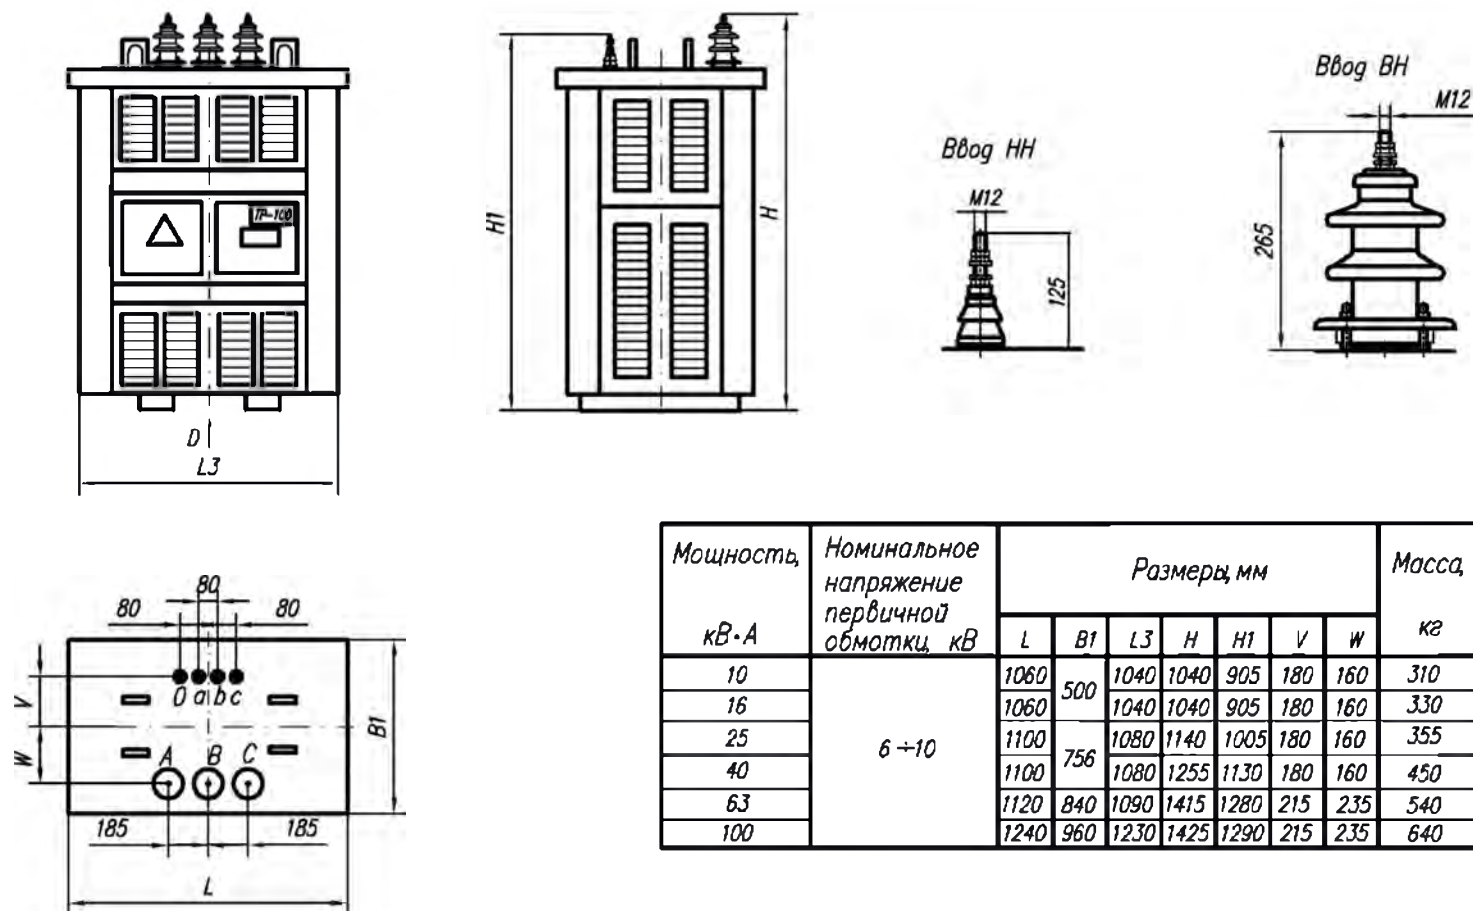 Ввод ВН
М12
265
Ввод НН
М12
125
Н1
Н
ТР-100
D
L3
80
80
80
0 a b c
V
W
B1
A B C
185 185
L
Мощность, кВ·А
Номинальное напряжение первичной обмотки, кВ
Размеры, мм
Масса, кг
L B1 L3 H H1 V W
10 6÷10 1060 500 1040 1040 905 180 160 310
16 1060 1040 1040 905 180 160 330
25 1100 756 1080 1140 1005 180 160 355
40 1100 1080 1255 1130 180 160 450
63 1120 840 1090 1415 1280 215 235 540
100 1240 960 1230 1425 1290 215 235 640